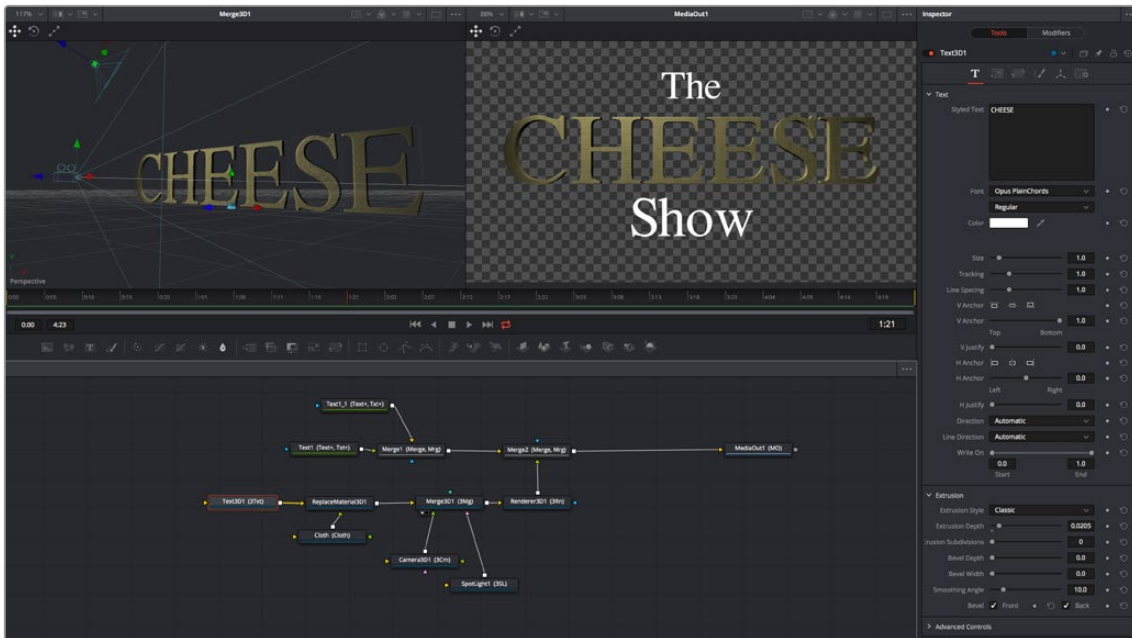 117%
Merge3D1
88%
MediaOut1
Inspector
Tools
Modifiers
Text3D1
CHEESE
Perspective
The
CHEESE
Show
Text
Styled Text
CHEESE
Font
Opus PlainChords
Regular
Color
Size
1.0
Tracking
1.0
Line Spacing
1.0
V Anchor
V Anchor
1.0
Top
Bottom
V Justify
0.0
H Anchor
H Anchor
0.0
Left
Right
H Justify
0.0
Direction
Automatic
Line Direction
Automatic
Write On
0.0
1.0
Start
End
Extrusion
Extrusion Style
Classic
Extrusion Depth
0.0205
trusion Subdivisions
0
Bevel Depth
0.0
Bevel Width
0.0
Smoothing Angle
10.0
Bevel
Front
Back
Advanced Controls
0:00
4:23
1:21
Text1_1 (Text+, Txt+)
Text1 (Text+, Txt+)
Merge1 (Merge, Mrg)
Merge2 (Merge, Mrg)
MediaOut1 (MO)
Text3D1 (3Txt)
ReplaceMaterial3D1
Merge3D1 (3Mg)
Renderer3D1 (3Rn)
Cloth (Cloth)
Camera3D1 (3Cm)
SpotLight1 (3SL)